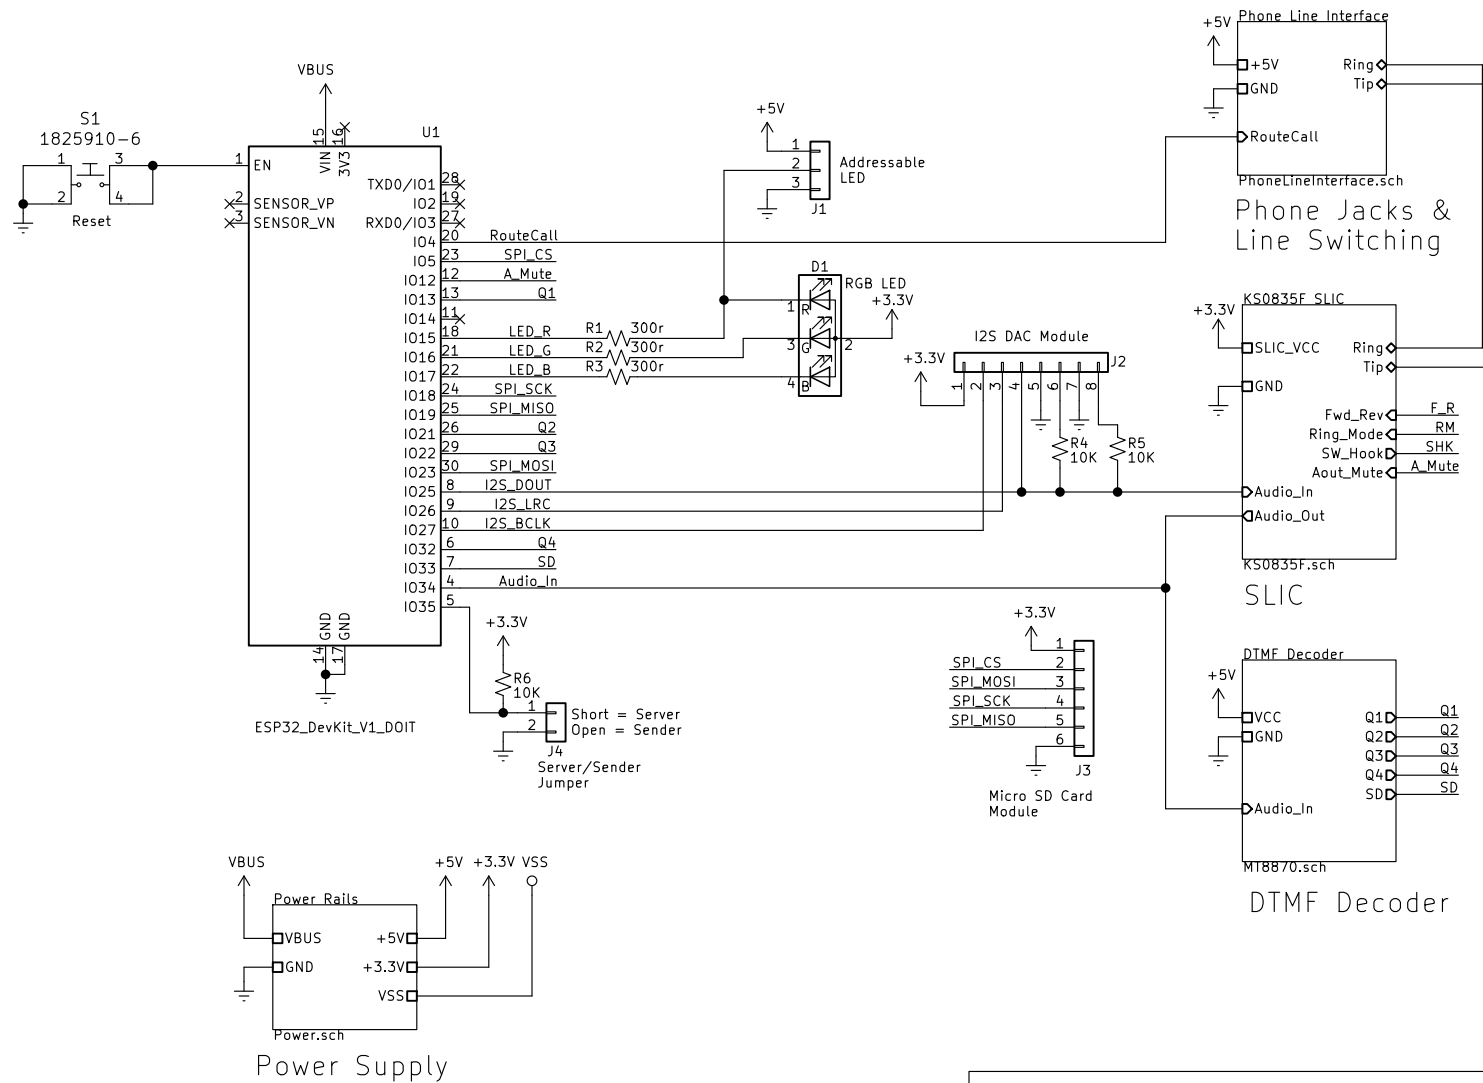 Phone Line Interface
+5V
+5V
GND
RouteCall
Ring
Tip
PhoneLineInterface.sch
Phone Jacks &
Line Switching
VBUS
S1
1825910-6
1
2
3
4
Reset
U1
1
EN
2
SENSOR_VP
3
SENSOR_VN
15
VIN
16
3V3
TXD0/IO1 28
IO2 19
RXD0/IO3 27
IO4 20 RouteCall
IO5 23 SPI_CS
IO12 12 A_Mute
IO13 13 Q1
IO14 11
IO15 18 LED_R R1 300r
IO16 21 LED_G R2 300r
IO17 22 LED_B R3 300r
IO18 24 SPI_SCK
IO19 25 SPI_MISO
IO21 26 Q2
IO22 29 Q3
IO23 30 SPI_MOSI
IO25 8 I2S_DOUT
IO26 9 I2S_LRC
IO27 10 I2S_BCLK
IO32 6 Q4
IO33 7 SD
IO34 4 Audio_In
IO35 5
GND
GND
14
17
ESP32_DevKit_V1_DOIT
+5V
1
2
3
J1
Addressable
LED
D1
RGB LED
+3.3V
1 R
3 G
4 B
2
I2S DAC Module
+3.3V
J2
1 2 3 4 5 6 7 8
R4
10K
R5
10K
KS0835F SLIC
+3.3V
SLIC_VCC
GND
Ring
Tip
Fwd_Rev F_R
Ring_Mode RM
SW_Hook SHK
Aout_Mute A_Mute
Audio_In
Audio_Out
KS0835F.sch
SLIC
+3.3V
R6
10K
1
2
J4
Short = Server
Open = Sender
Server/Sender
Jumper
+3.3V
1
SPI_CS 2
SPI_MOSI 3
SPI_SCK 4
SPI_MISO 5
6
J3
Micro SD Card
Module
DTMF Decoder
+5V
VCC
GND
Audio_In
Q1 Q1
Q2 Q2
Q3 Q3
Q4 Q4
SD SD
MT8870.sch
DTMF Decoder
VBUS
+5V +3.3V VSS
Power Rails
VBUS
GND
+5V
+3.3V
VSS
Power.sch
Power Supply